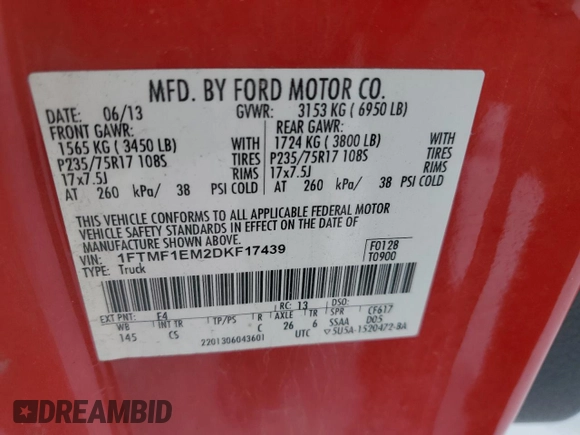 MFD. BY FORD MOTOR CO.
DATE: 06/13 GVWR: 3153 KG ( 6950 LB)
FRONT GAWR: REAR GAWR:
1565 KG ( 3450 LB) WITH 1724 KG ( 3800 LB) WITH
P235/75R17 108S TIRES P235/75R17 108S TIRES
17x7.5J RIMS 17x7.5J RIMS
AT 260 kPa/ 38 PSI COLD AT 260 kPa/ 38 PSI COLD
THIS VEHICLE CONFORMS TO ALL APPLICABLE FEDERAL MOTOR
VEHICLE SAFETY STANDARDS IN EFFECT ON THE DATE OF
MANUFACTURE SHOWN ABOVE.
VIN: 1FTMF1EM2DKF17439 F0128
TYPE: Truck T0900
EXT PNT: E4 RC: 13 DSO: CF617
WB INT TR TP/PS R AXLE TR SPR D05
145 CS C 26 6 SSAA
2201306043601 UTC ▽5U5A-1520472-BA
DREAMBID